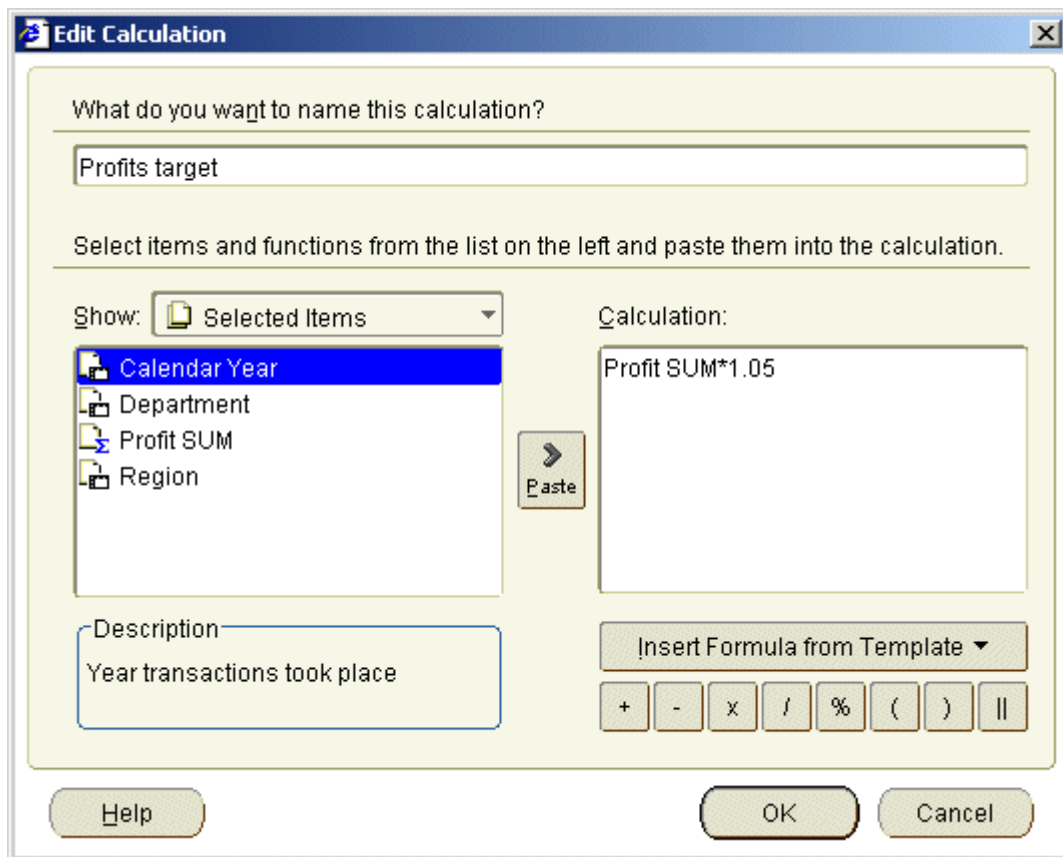 Edit Calculation
What do you want to name this calculation?
Profits target
Select items and functions from the list on the left and paste them into the calculation.
Show: Selected Items
Calculation:
Calendar Year
Department
Profit SUM
Region
Paste
Profit SUM*1.05
Description
Year transactions took place
Insert Formula from Template
+ - x / % ( ) ||
Help
OK
Cancel